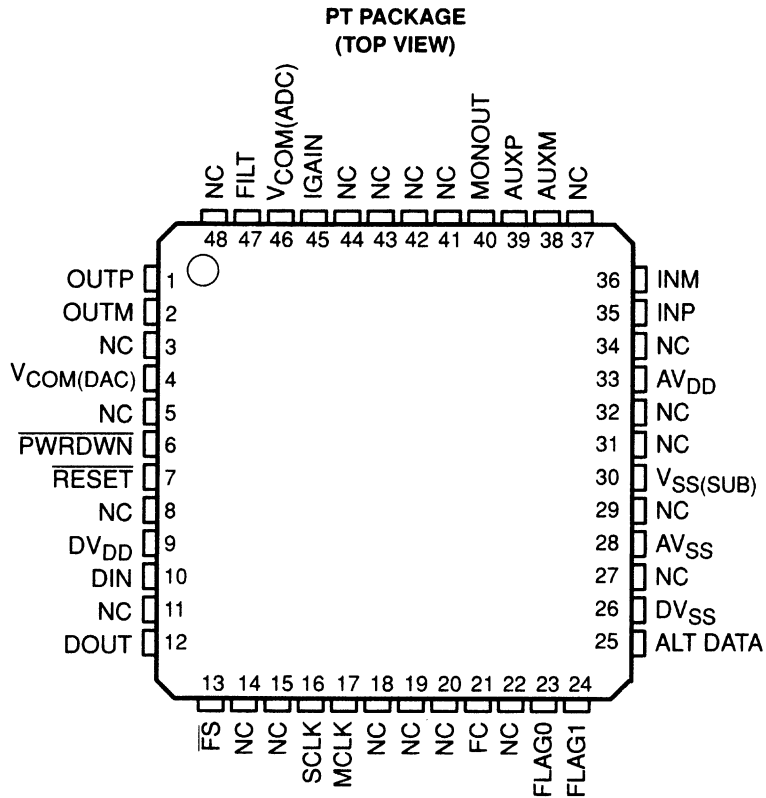 PT PACKAGE
(TOP VIEW)
NC
FILT
VCOM(ADC)
IGAIN
NC
NC
NC
NC
MONOUT
AUXP
AUXM
NC
48 47 46 45 44 43 42 41 40 39 38 37
OUTP 1
OUTM 2
NC 3
VCOM(DAC) 4
NC 5
PWRDWN 6
RESET 7
NC 8
DVDD 9
DIN 10
NC 11
DOUT 12
36 INM
35 INP
34 NC
33 AVDD
32 NC
31 NC
30 VSS(SUB)
29 NC
28 AVSS
27 NC
26 DVSS
25 ALT DATA
13 14 15 16 17 18 19 20 21 22 23 24
FS
NC
NC
SCLK
MCLK
NC
NC
NC
FC
NC
FLAG0
FLAG1